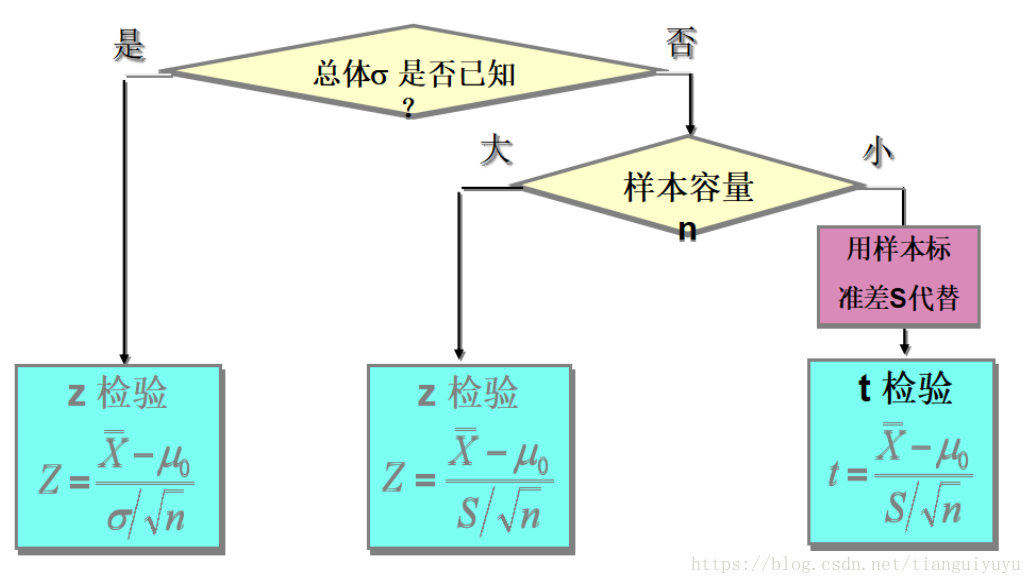 是
否
总体σ 是否已知
?
大
小
样本容量
n
用样本标
准差S代替
z 检验
Z = (X̄ − μ₀) / (σ/√n)
z 检验
Z = (X̄ − μ₀) / (S/√n)
t 检验
t = (X̄ − μ₀) / (S/√n)
https://blog.csdn.net/tianguiyuyu